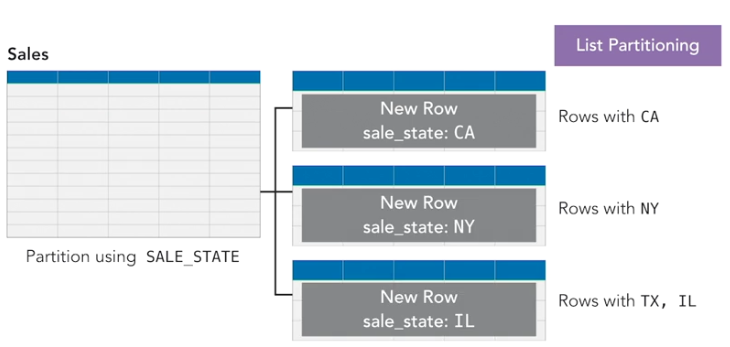 List Partitioning
Sales
New Row
sale_state: CA
Rows with CA
New Row
sale_state: NY
Rows with NY
Partition using SALE_STATE
New Row
sale_state: IL
Rows with TX, IL